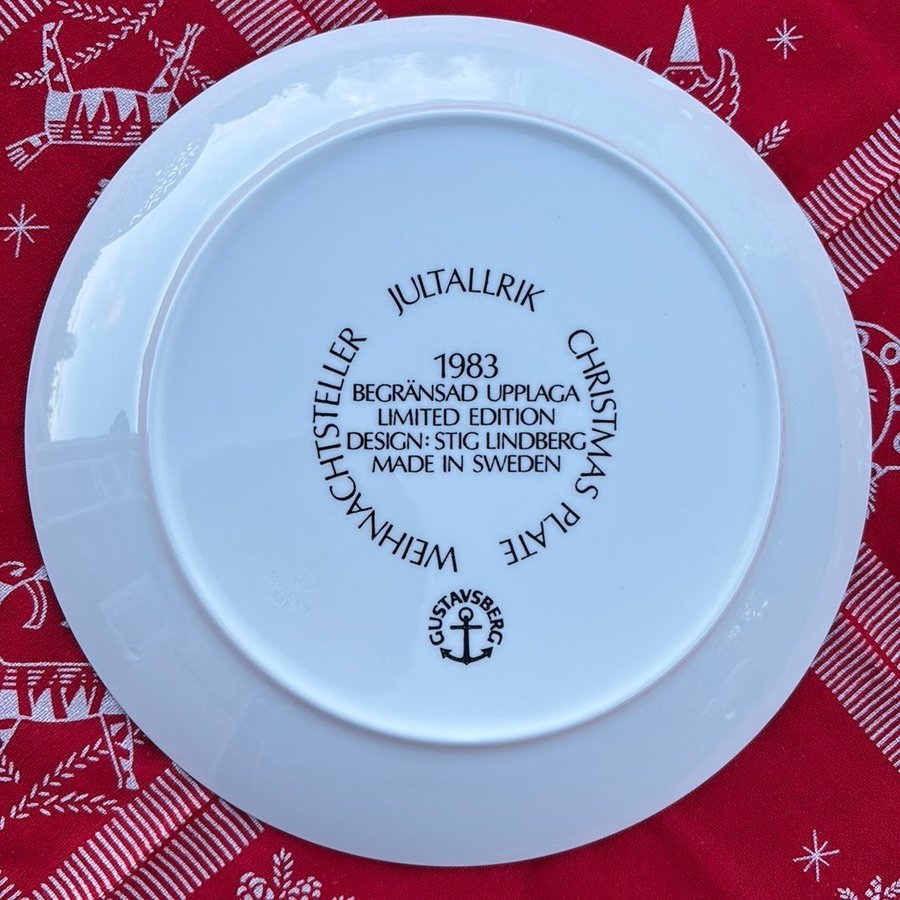 JULTALLRIK
CHRISTMAS PLATE
WEIHNACHTSTELLER
1983
BEGRÄNSAD UPPLAGA
LIMITED EDITION
DESIGN: STIG LINDBERG
MADE IN SWEDEN
GUSTAVSBERG